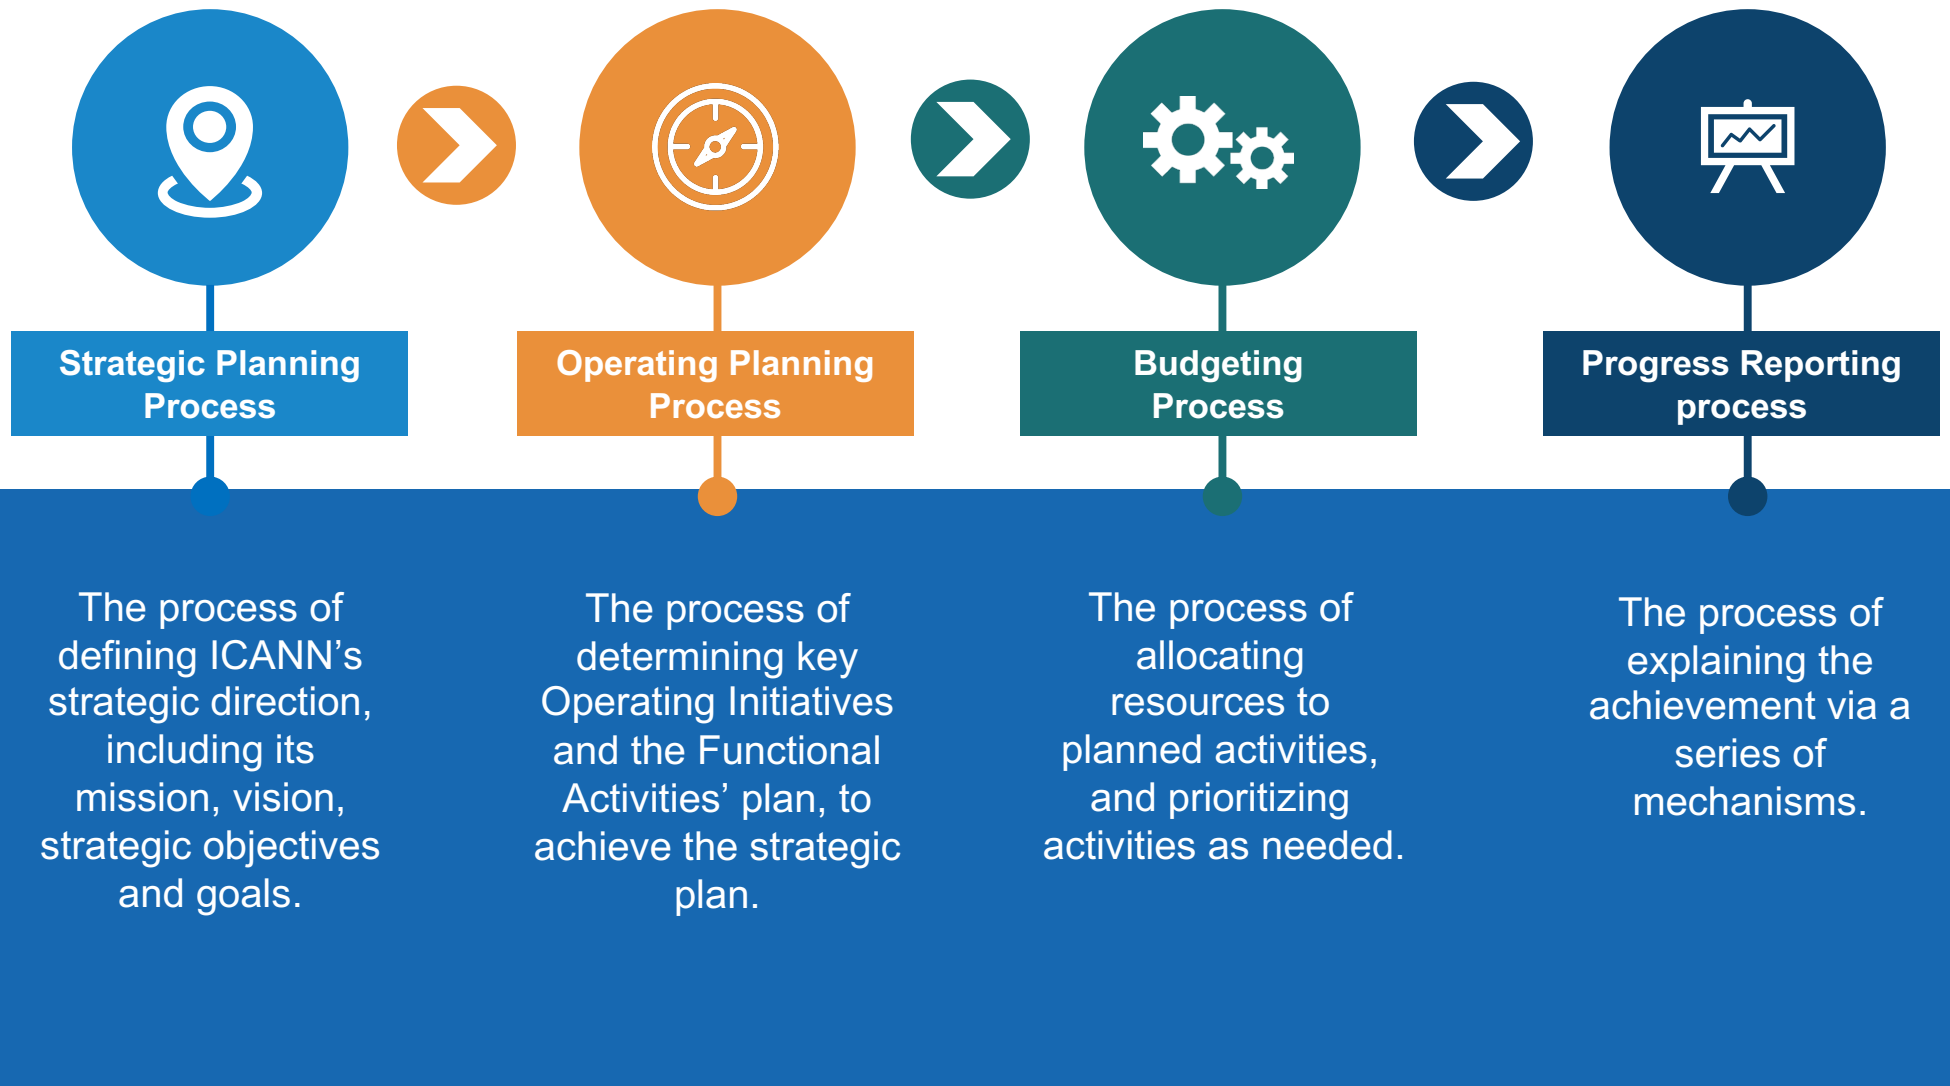 Strategic Planning
Process
Operating Planning
Process
Budgeting
Process
Progress Reporting
process
The process of
defining ICANN’s
strategic direction,
including its
mission, vision,
strategic objectives
and goals.
The process of
determining key
Operating Initiatives
and the Functional
Activities’ plan, to
achieve the strategic
plan.
The process of
allocating
resources to
planned activities,
and prioritizing
activities as needed.
The process of
explaining the
achievement via a
series of
mechanisms.